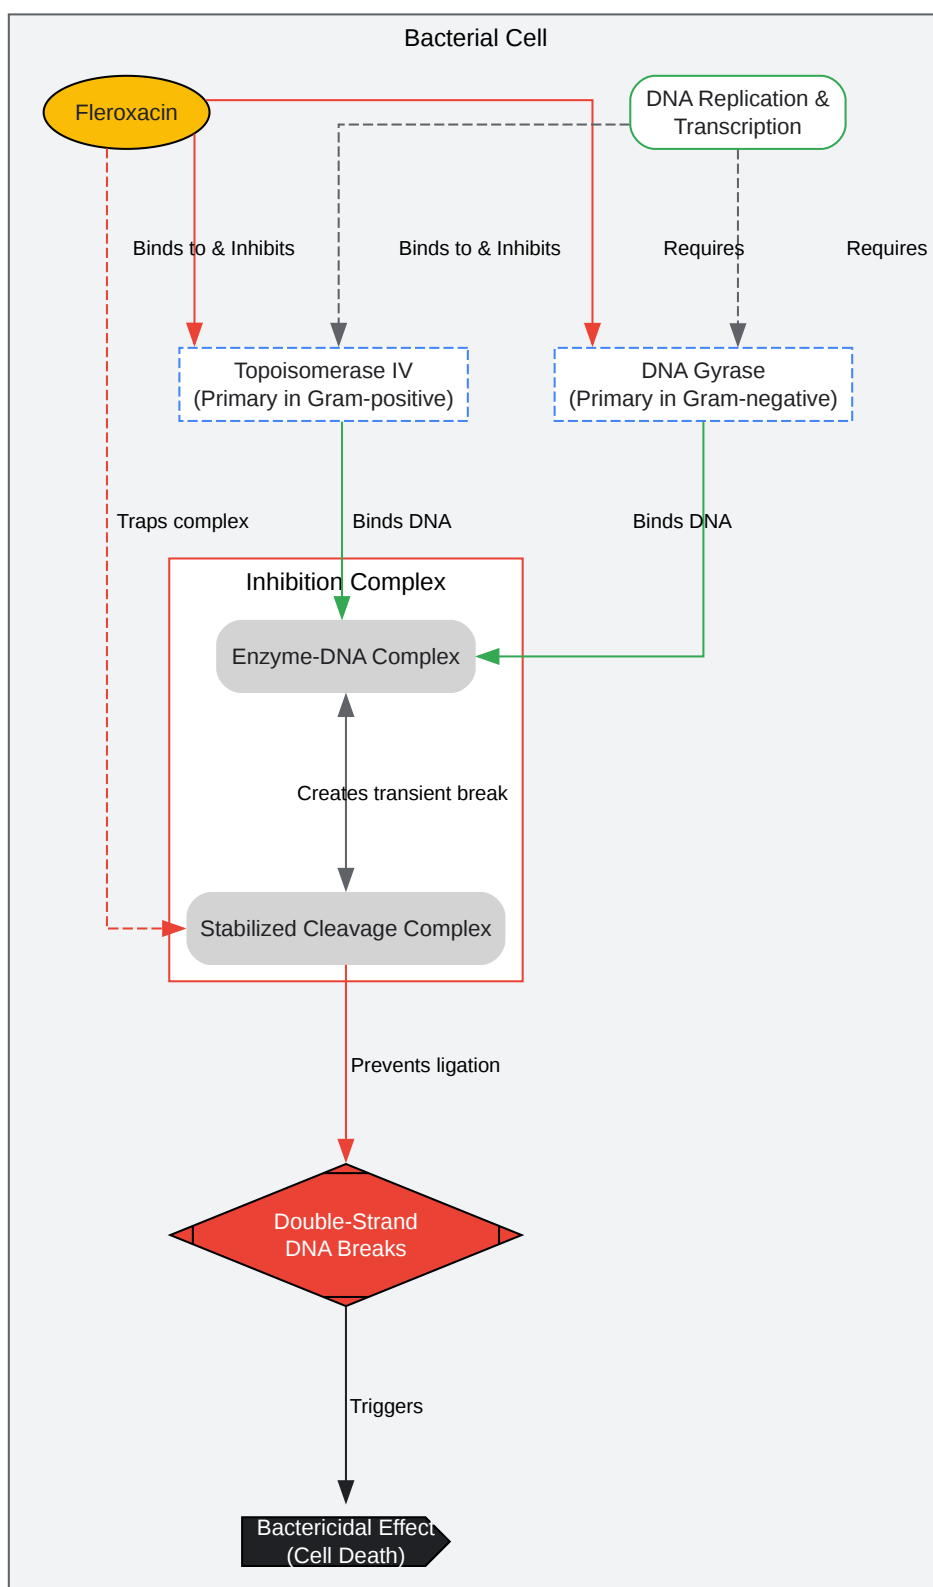 Bacterial Cell
Fleroxacin
DNA Replication &
Transcription
Binds to & Inhibits
Binds to & Inhibits
Requires
Requires
Topoisomerase IV
(Primary in Gram-positive)
DNA Gyrase
(Primary in Gram-negative)
Traps complex
Binds DNA
Binds DNA
Inhibition Complex
Enzyme-DNA Complex
Creates transient break
Stabilized Cleavage Complex
Prevents ligation
Double-Strand
DNA Breaks
Triggers
Bactericidal Effect
(Cell Death)